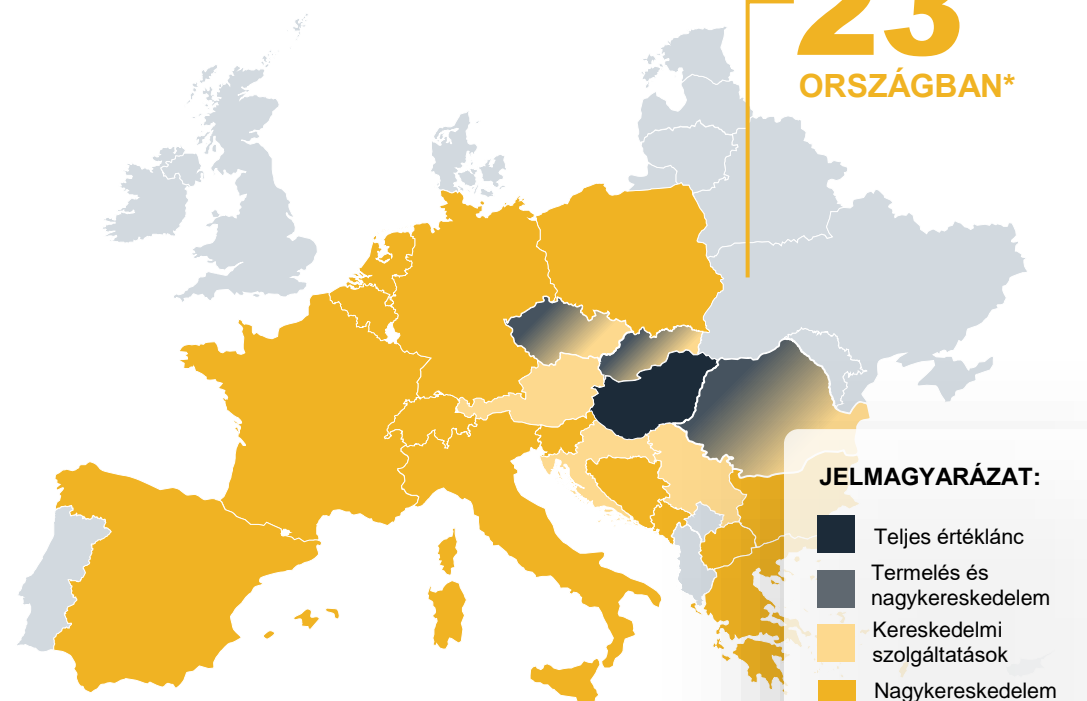 23
ORSZÁGBAN*
JELMAGYARÁZAT:
Teljes értéklánc
Termelés és
nagykereskedelem
Kereskedelmi
szolgáltatások
Nagykereskedelem